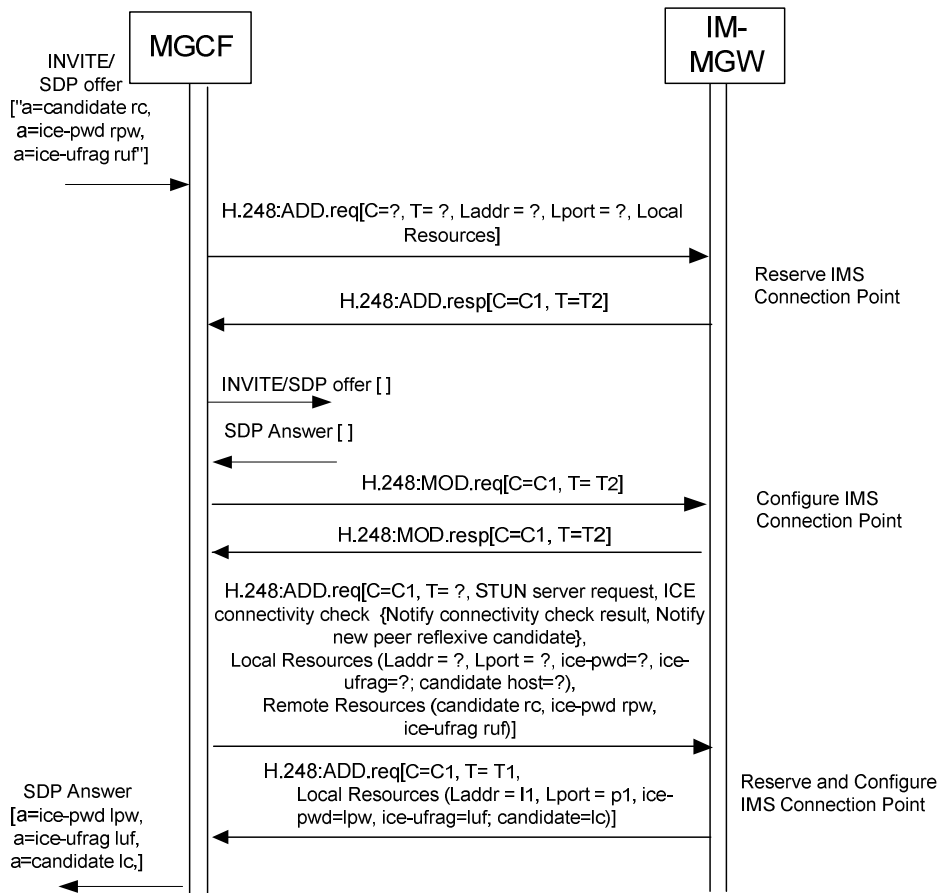 MGCF
IM-
MGW
INVITE/
SDP offer
["a=candidate rc,
a=ice-pwd rpw,
a=ice-ufrag ruf"]
H.248:ADD.req[C=?, T= ?, Laddr = ?, Lport = ?, Local
Resources]
Reserve IMS
Connection Point
H.248:ADD.resp[C=C1, T=T2]
INVITE/SDP offer [ ]
SDP Answer [ ]
H.248:MOD.req[C=C1, T= T2]
Configure IMS
Connection Point
H.248:MOD.resp[C=C1, T=T2]
H.248:ADD.req[C=C1, T= ?, STUN server request, ICE
connectivity check {Notify connectivity check result, Notify
new peer reflexive candidate},
Local Resources (Laddr = ?, Lport = ?, ice-pwd=?, ice-
ufrag=?; candidate host=?),
Remote Resources (candidate rc, ice-pwd rpw,
ice-ufrag ruf)]
H.248:ADD.req[C=C1, T= T1,
Local Resources (Laddr = l1, Lport = p1, ice-
pwd=lpw, ice-ufrag=luf; candidate=lc)]
Reserve and Configure
IMS Connection Point
SDP Answer
[a=ice-pwd lpw,
a=ice-ufrag luf,
a=candidate lc,]